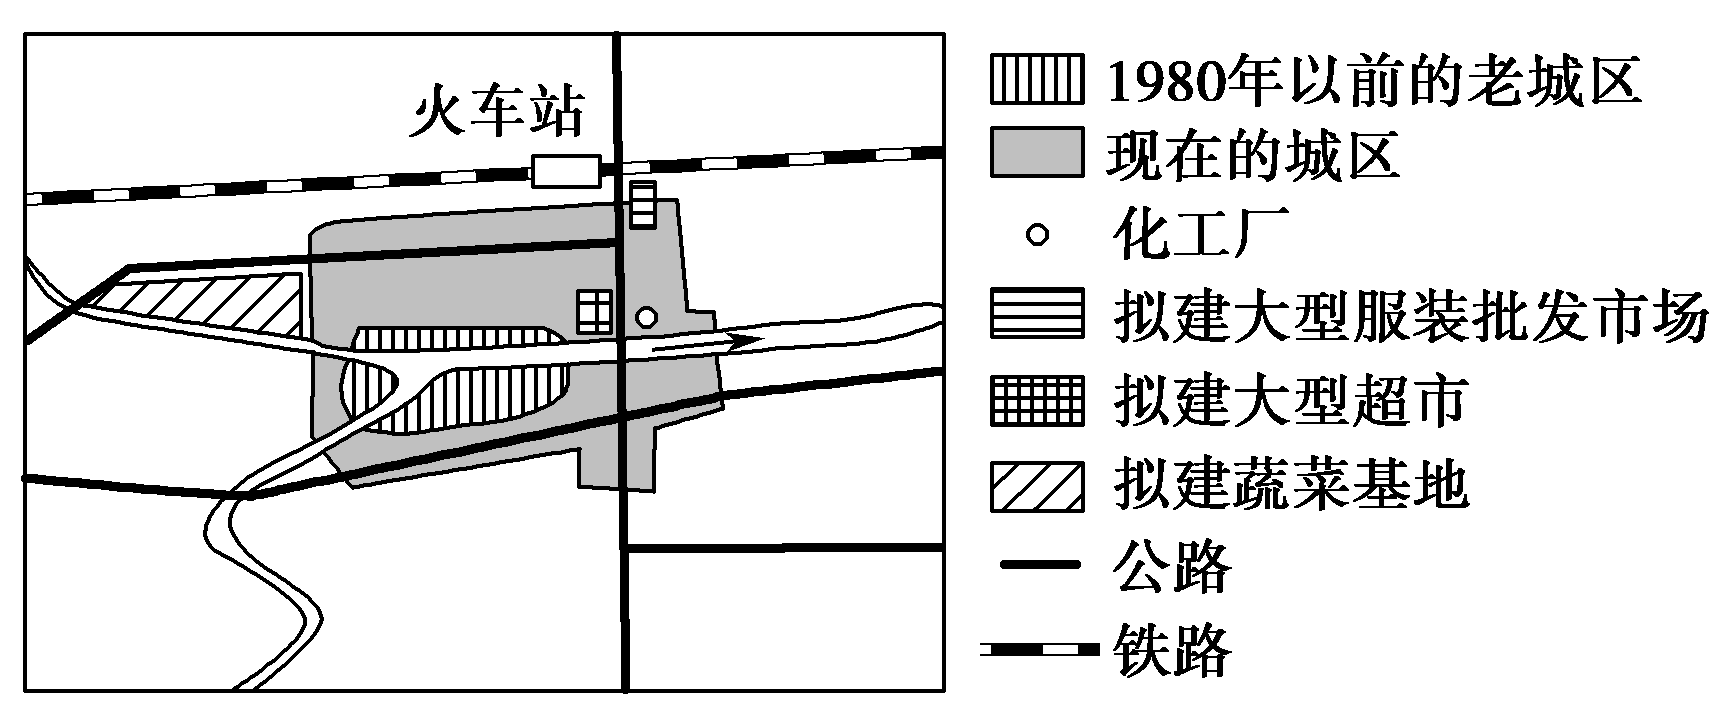 火车站
1980年以前的老城区
现在的城区
化工厂
拟建大型服装批发市场
拟建大型超市
拟建蔬菜基地
公路
铁路